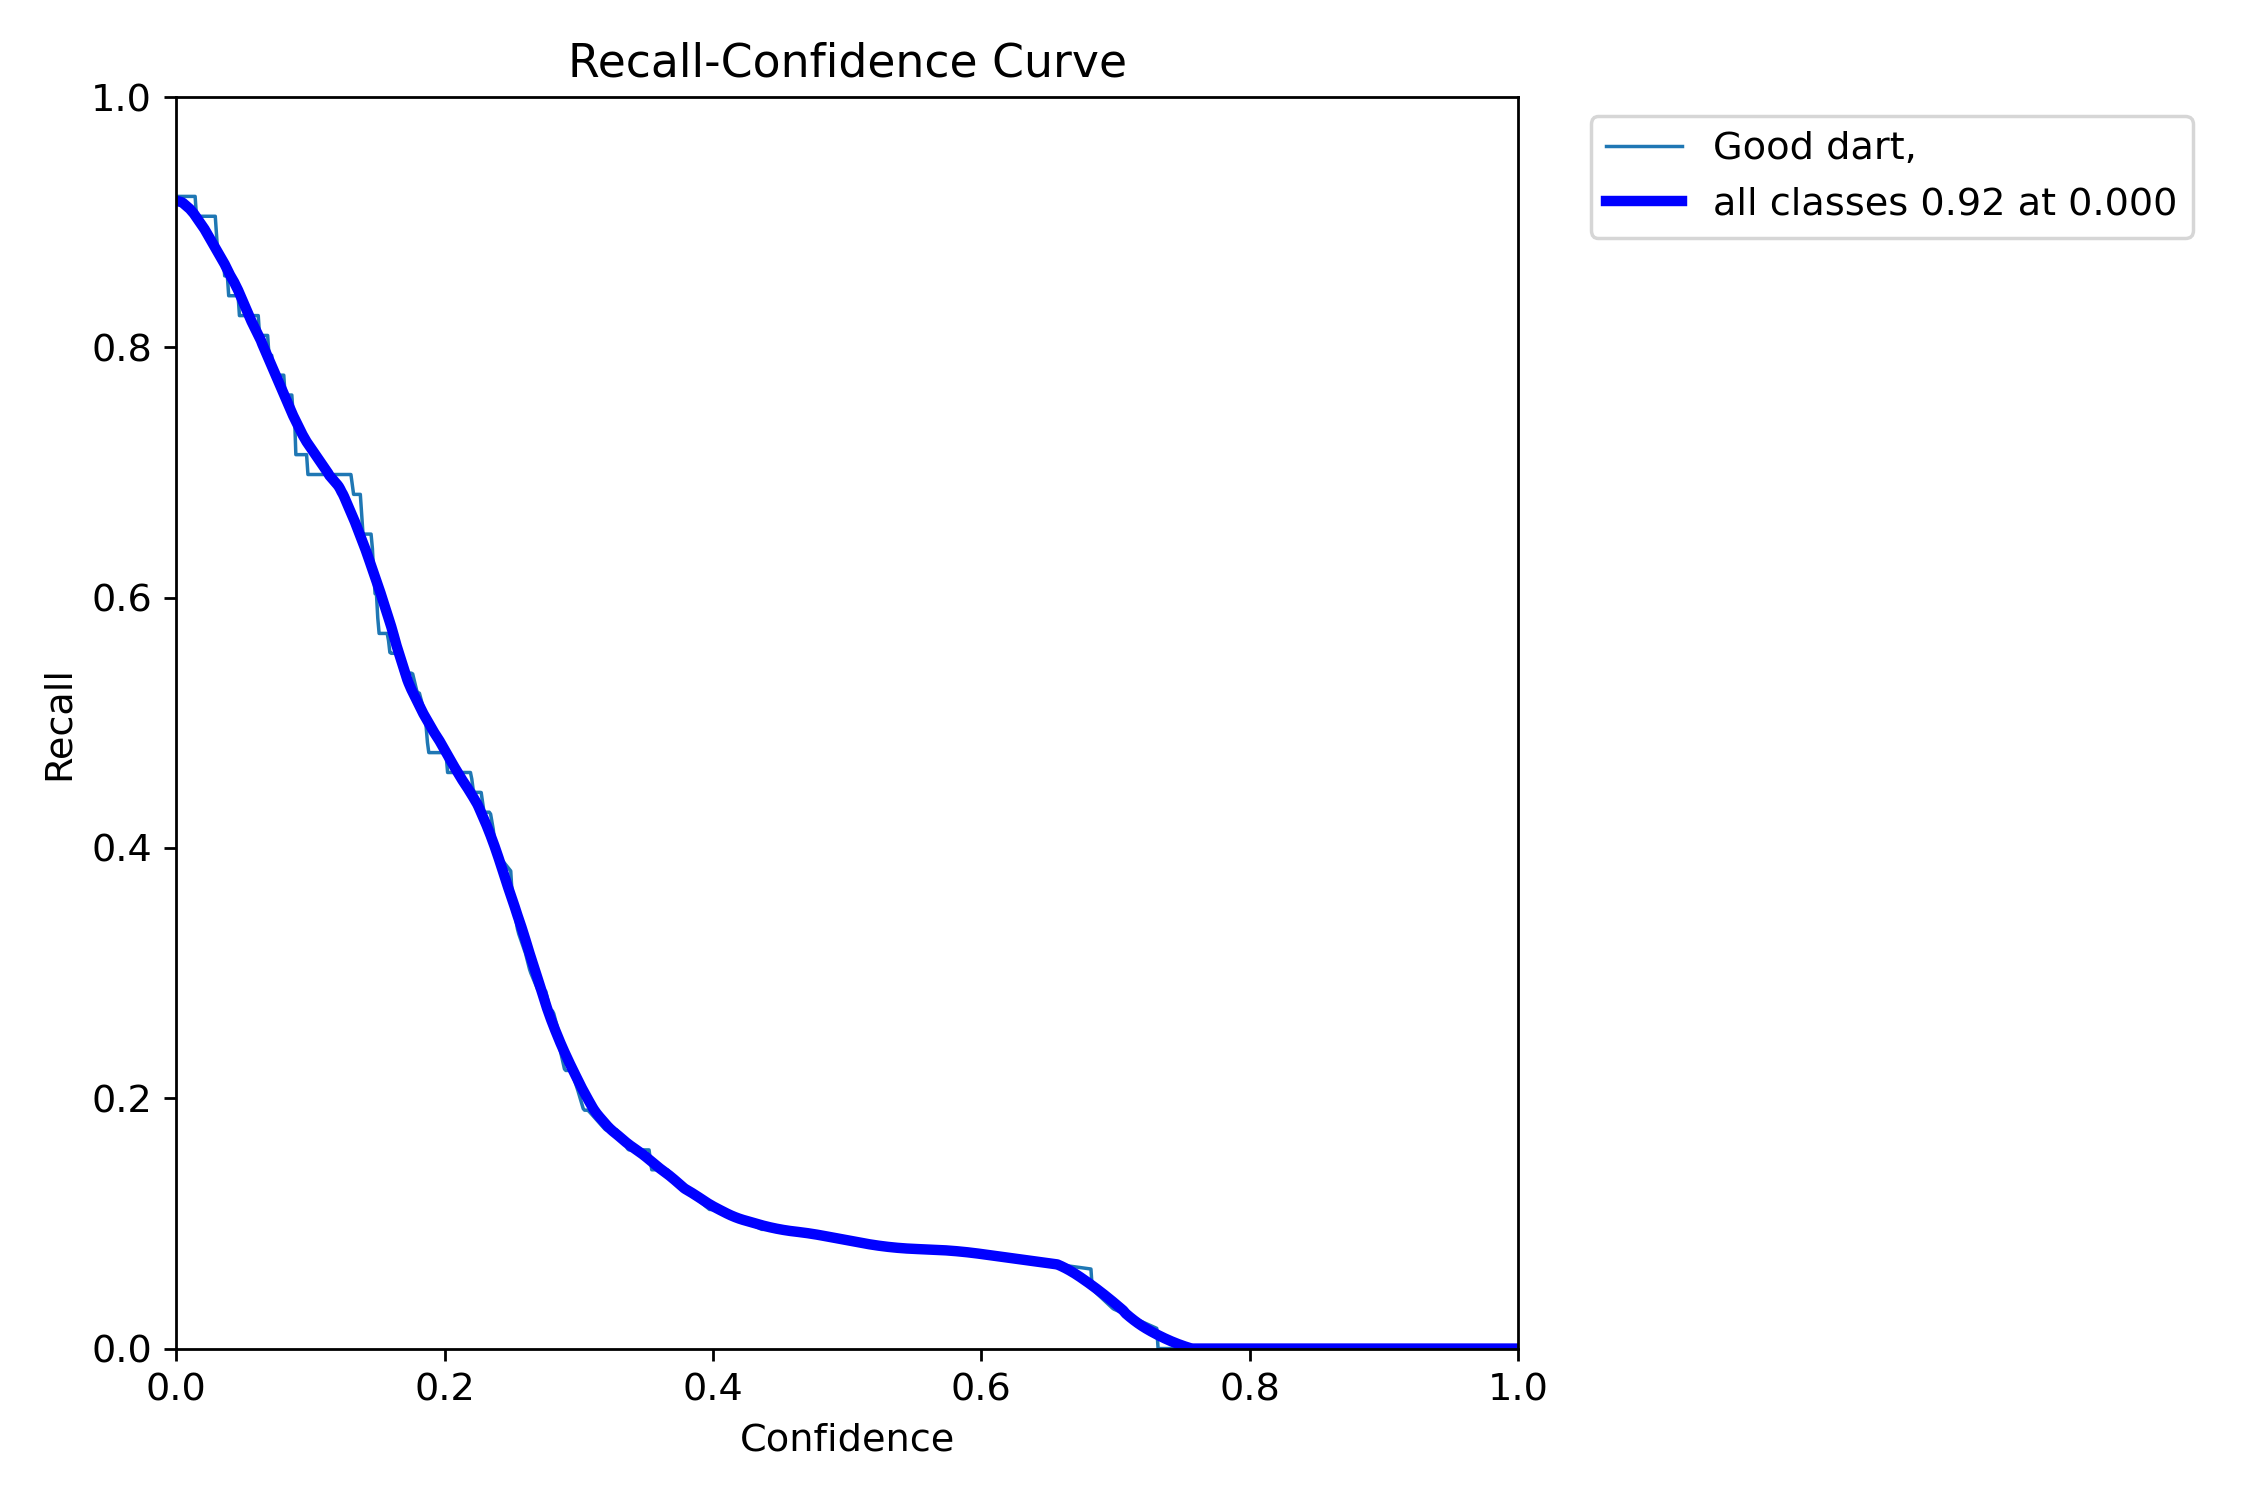 Recall-Confidence Curve
1.0
0.8
0.6
0.4
0.2
0.0
Recall
0.0 0.2 0.4 0.6 0.8 1.0
Confidence
Good dart,
all classes 0.92 at 0.000